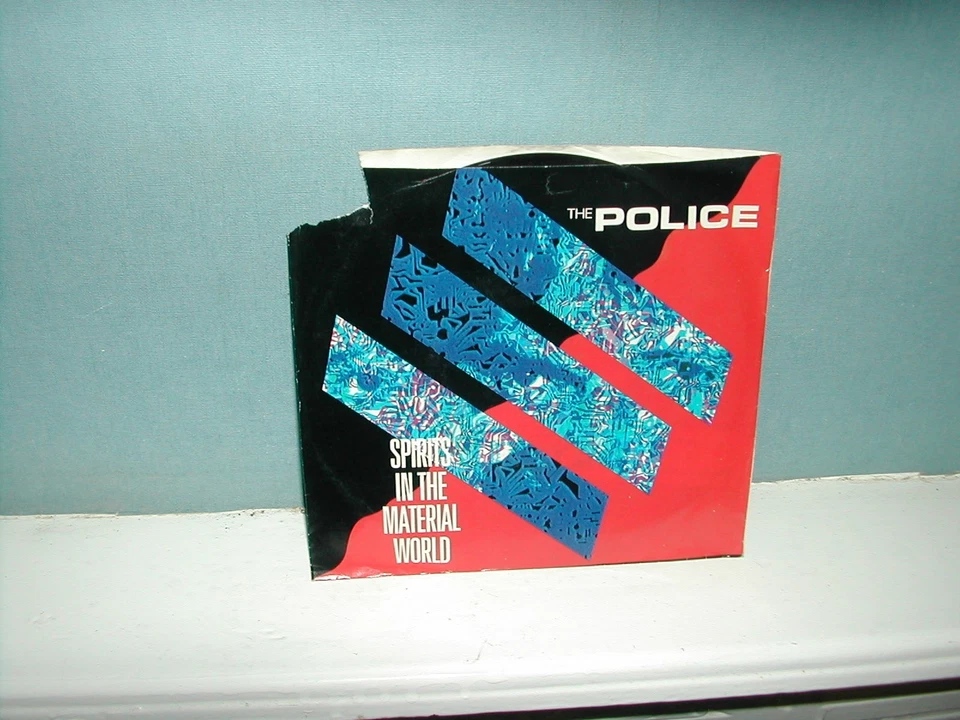 THE POLICE
SPIRITS
IN THE
MATERIAL
WORLD